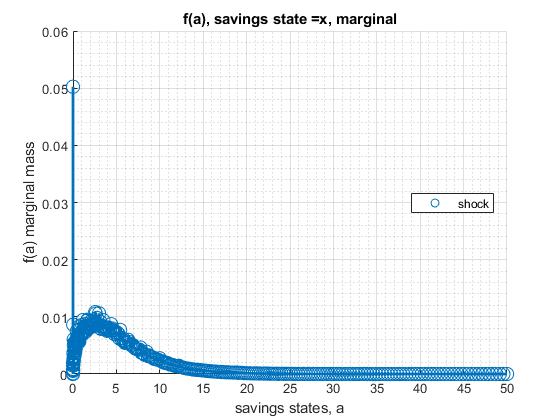 f(a), savings state =x, marginal
0.06
0.05
0.04
0.03
0.02
0.01
0
f(a) marginal mass
shock
0 5 10 15 20 25 30 35 40 45 50
savings states, a